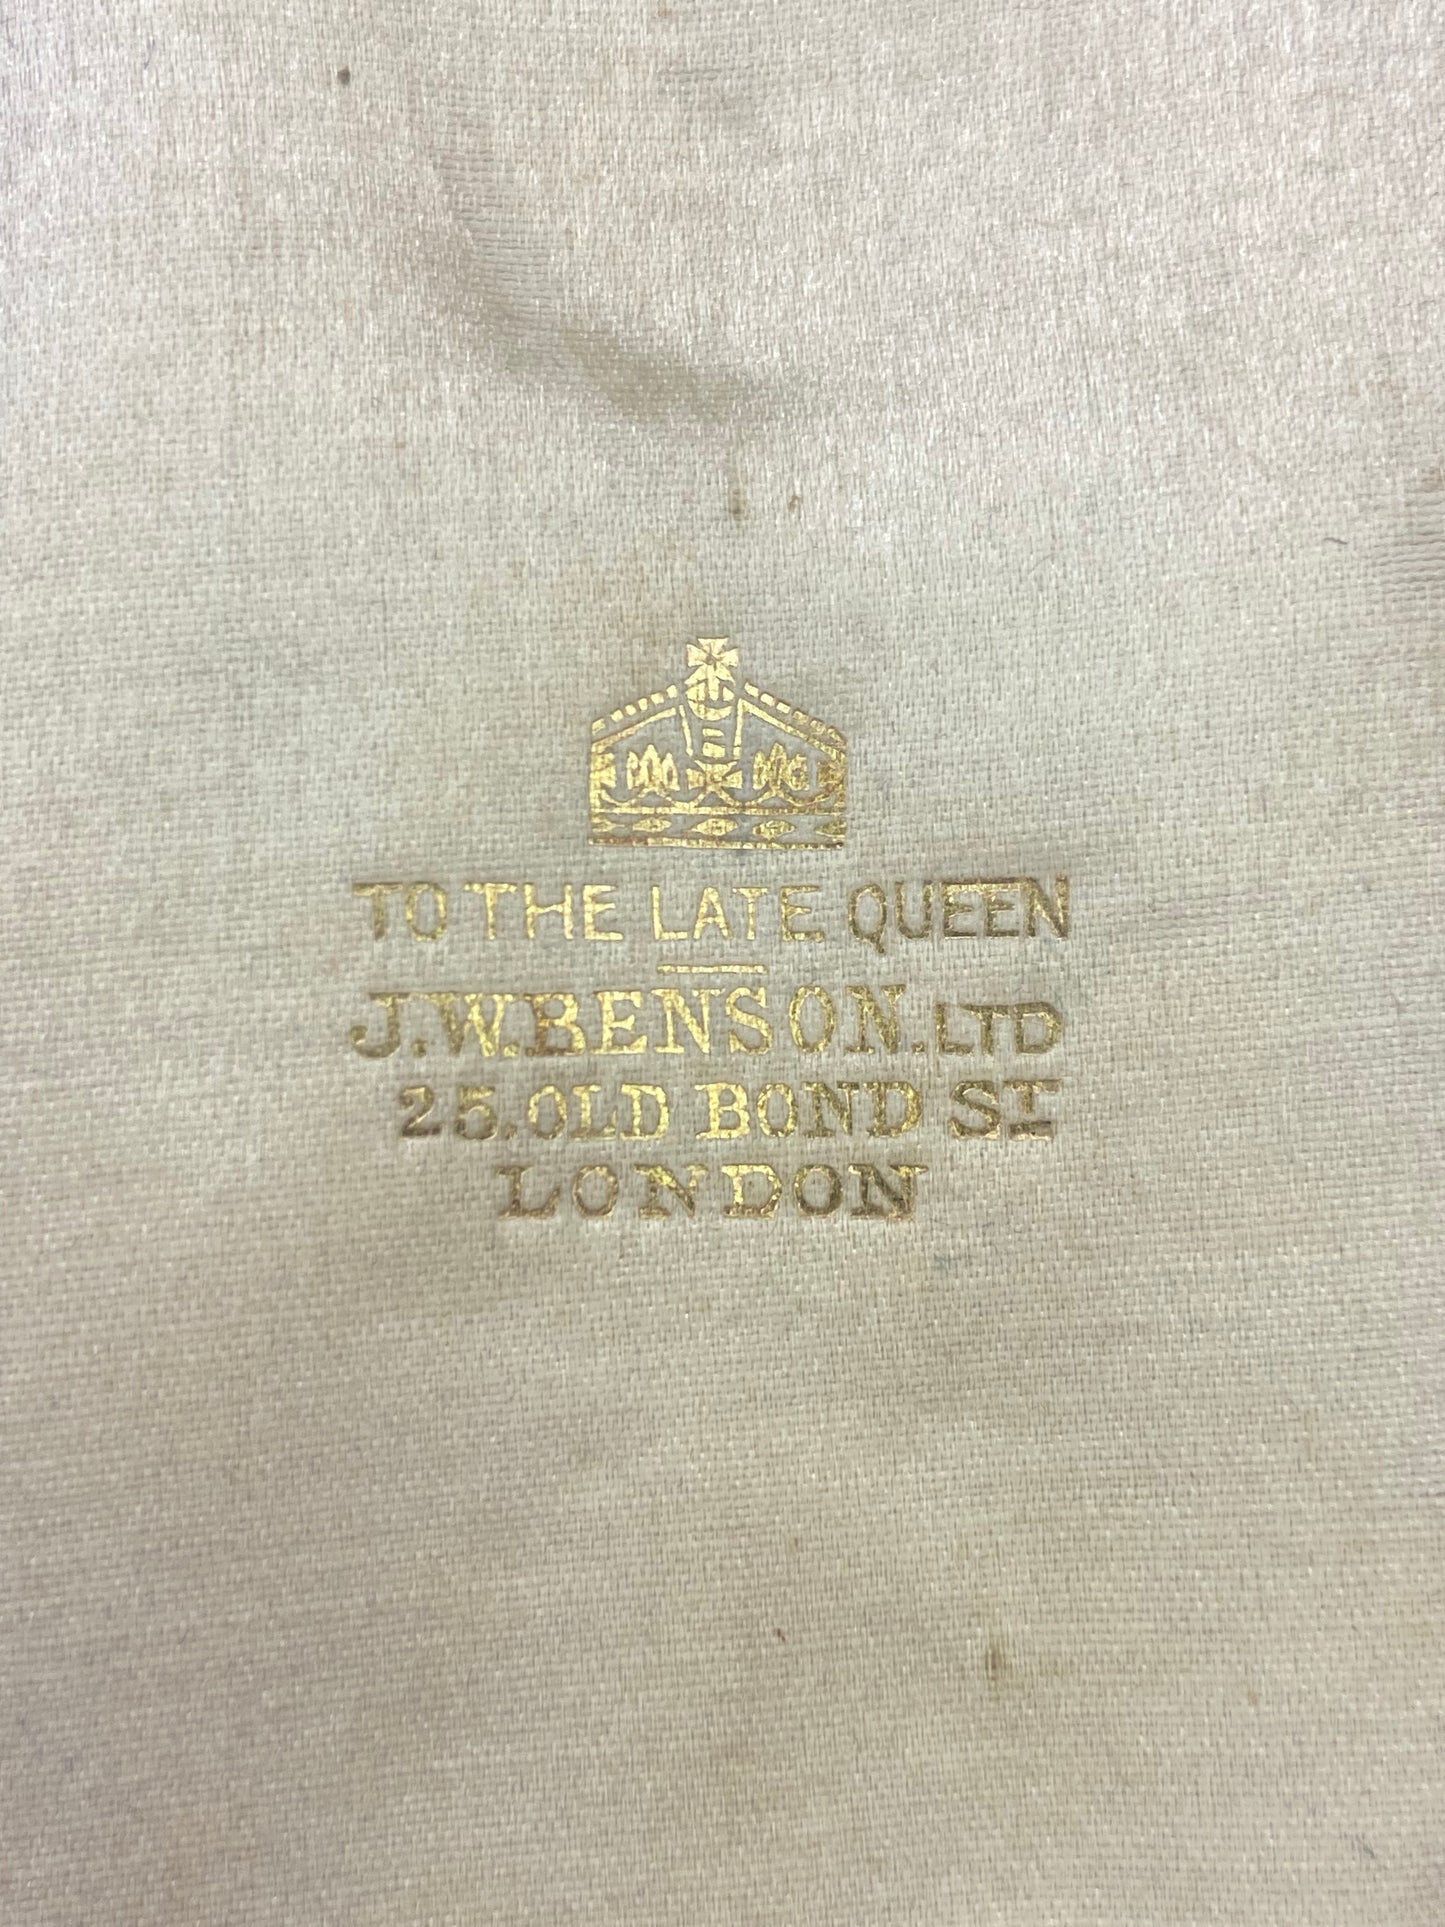 TO THE LATE QUEEN
J.W.BENSON.LTD
25.OLD BOND ST
LONDON